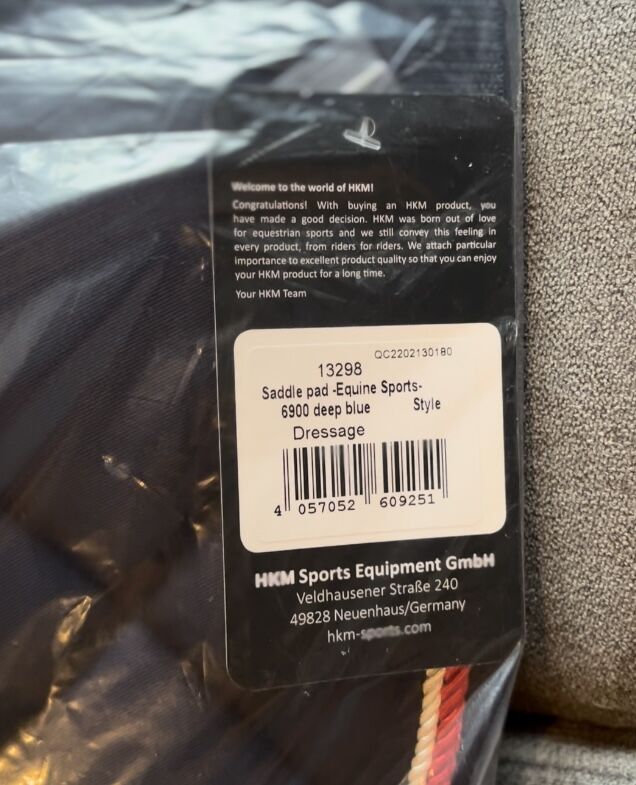 Welcome to the world of HKM!
Congratulations! With buying an HKM product, you
have made a good decision. HKM was born out of love
for equestrian sports and we still convey this feeling in
every product, from riders for riders. We attach particular
importance to excellent product quality so that you can enjoy
your HKM product for a long time.
Your HKM Team
QC2202130180
13298
Saddle pad -Equine Sports-
6900 deep blue Style
Dressage
4 057052 609251
HKM Sports Equipment GmbH
Veldhausener Straße 240
49828 Neuenhaus/Germany
hkm-sports.com